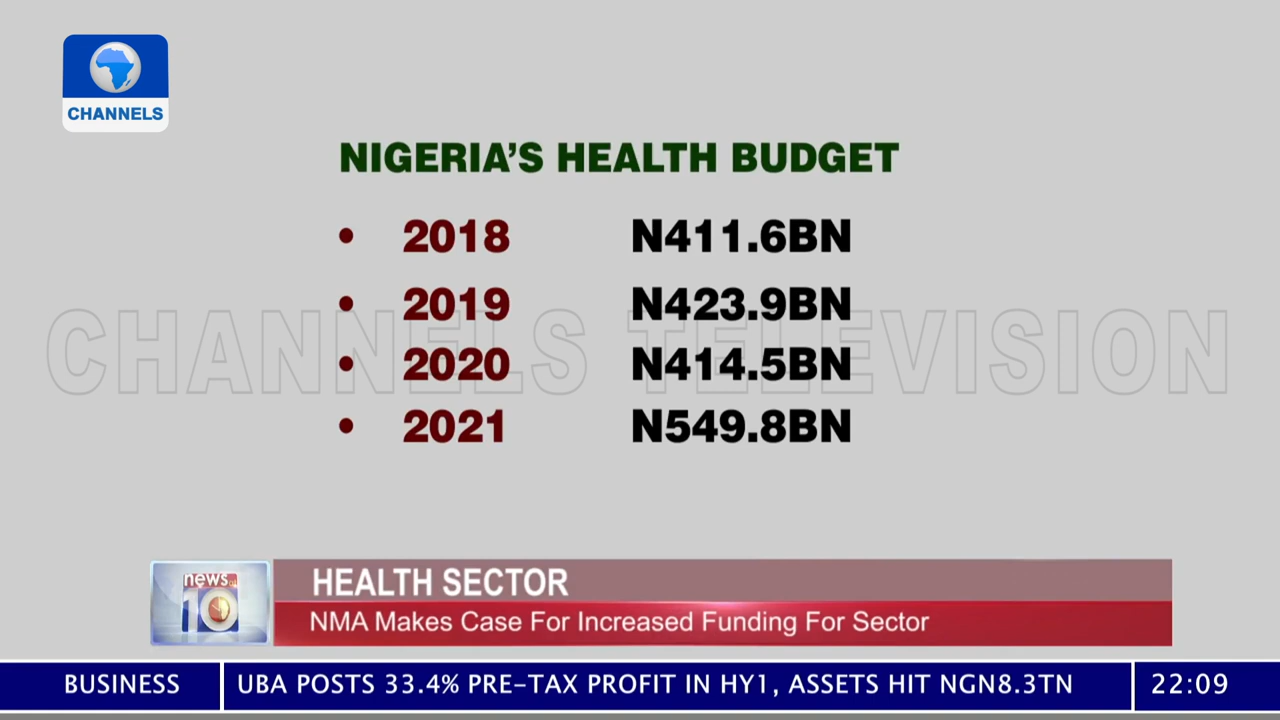 CHANNELS
NIGERIA'S HEALTH BUDGET
• 2018 N411.6BN
• 2019 N423.9BN
CHANNELS TELEVISION
• 2020 N414.5BN
• 2021 N549.8BN
news
10
HEALTH SECTOR
NMA Makes Case For Increased Funding For Sector
BUSINESS UBA POSTS 33.4% PRE-TAX PROFIT IN HY1, ASSETS HIT NGN8.3TN 22:09